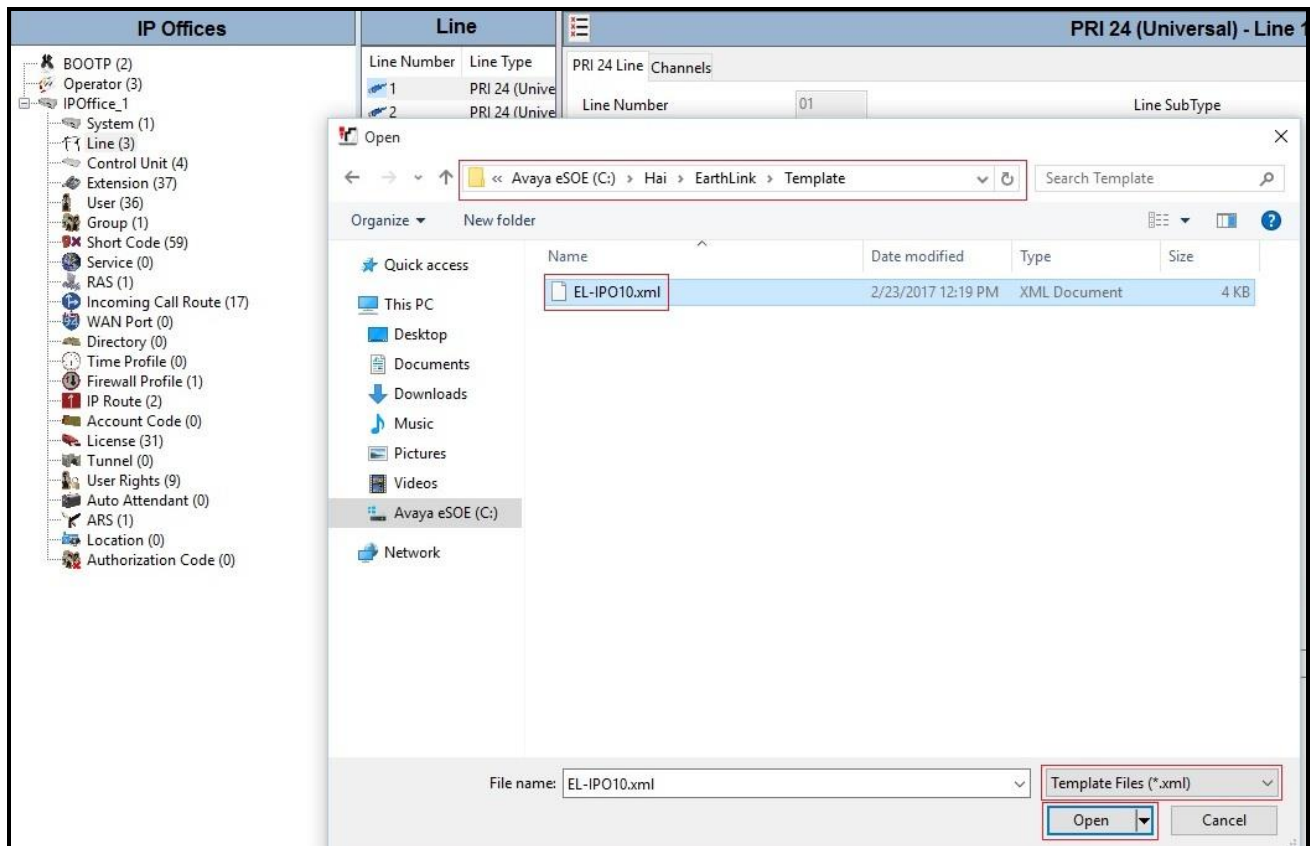 IP Offices
BOOTP (2)
Operator (3)
IPOffice_1
System (1)
Line (3)
Control Unit (4)
Extension (37)
User (36)
Group (1)
Short Code (59)
Service (0)
RAS (1)
Incoming Call Route (17)
WAN Port (0)
Directory (0)
Time Profile (0)
Firewall Profile (1)
IP Route (2)
Account Code (0)
License (31)
Tunnel (0)
User Rights (9)
Auto Attendant (0)
ARS (1)
Location (0)
Authorization Code (0)
Line
Line Number Line Type
1 PRI 24 (Unive
2 PRI 24 (Unive
PRI 24 (Universal) - Line 1
PRI 24 Line Channels
Line Number 01 Line SubType
Open
« Avaya eSOE (C:) › Hai › EarthLink › Template
Search Template
Organize New folder
Quick access
This PC
Desktop
Documents
Downloads
Music
Pictures
Videos
Avaya eSOE (C:)
Network
Name Date modified Type Size
EL-IPO10.xml 2/23/2017 12:19 PM XML Document 4 KB
File name: EL-IPO10.xml
Template Files (*.xml)
Open Cancel